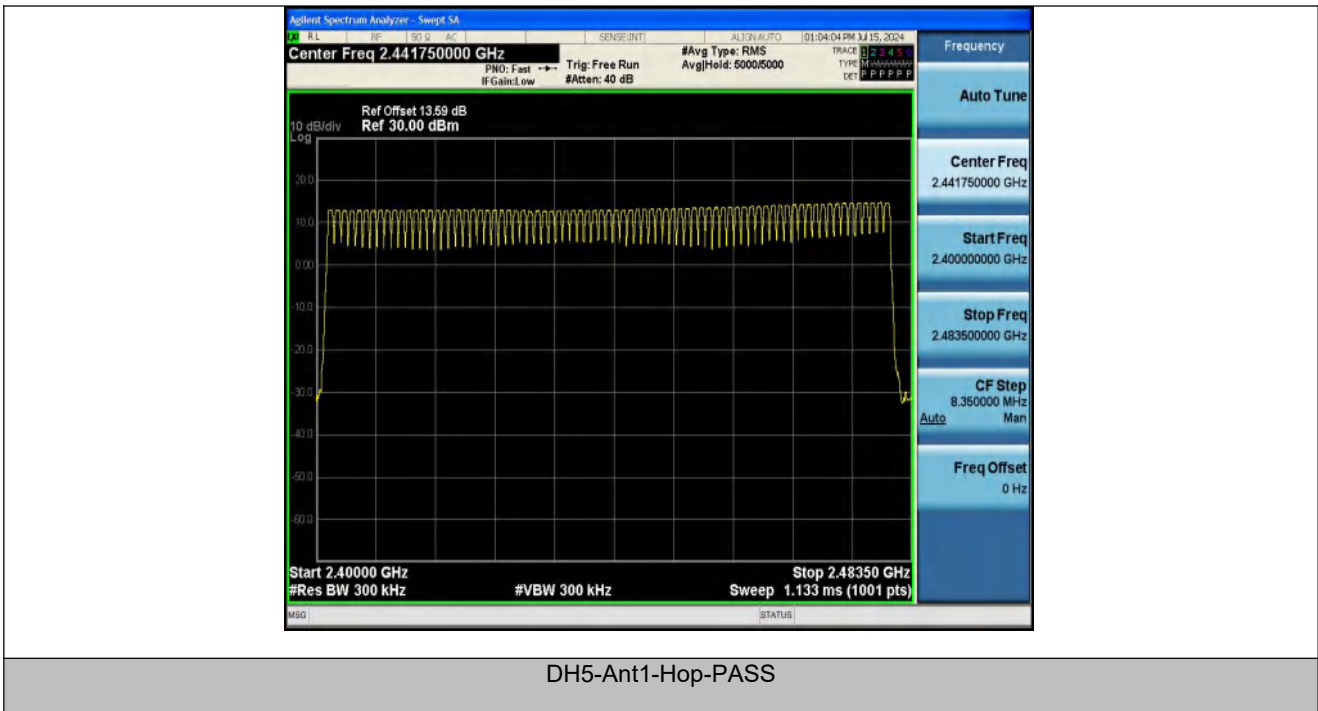 Agilent Spectrum Analyzer - Swept SA
RL RF 50 Ω AC SENSE:INT ALIGN AUTO 01:04:04 PM Jul 15, 2024
Center Freq 2.441750000 GHz
PNO: Fast
IFGain:Low
Trig: Free Run
#Atten: 40 dB
#Avg Type: RMS
Avg|Hold: 5000/5000
TRACE 1 2 3 4 5 6
TYPE M
DET P P P P P P
Ref Offset 13.59 dB
10 dB/div Ref 30.00 dBm
Log
20.0
10.0
0.00
-10.0
-20.0
-30.0
-40.0
-50.0
-60.0
Start 2.40000 GHz Stop 2.48350 GHz
#Res BW 300 kHz #VBW 300 kHz Sweep 1.133 ms (1001 pts)
MSG STATUS
Frequency
Auto Tune
Center Freq
2.441750000 GHz
Start Freq
2.400000000 GHz
Stop Freq
2.483500000 GHz
CF Step
8.350000 MHz
Auto Man
Freq Offset
0 Hz
DH5-Ant1-Hop-PASS